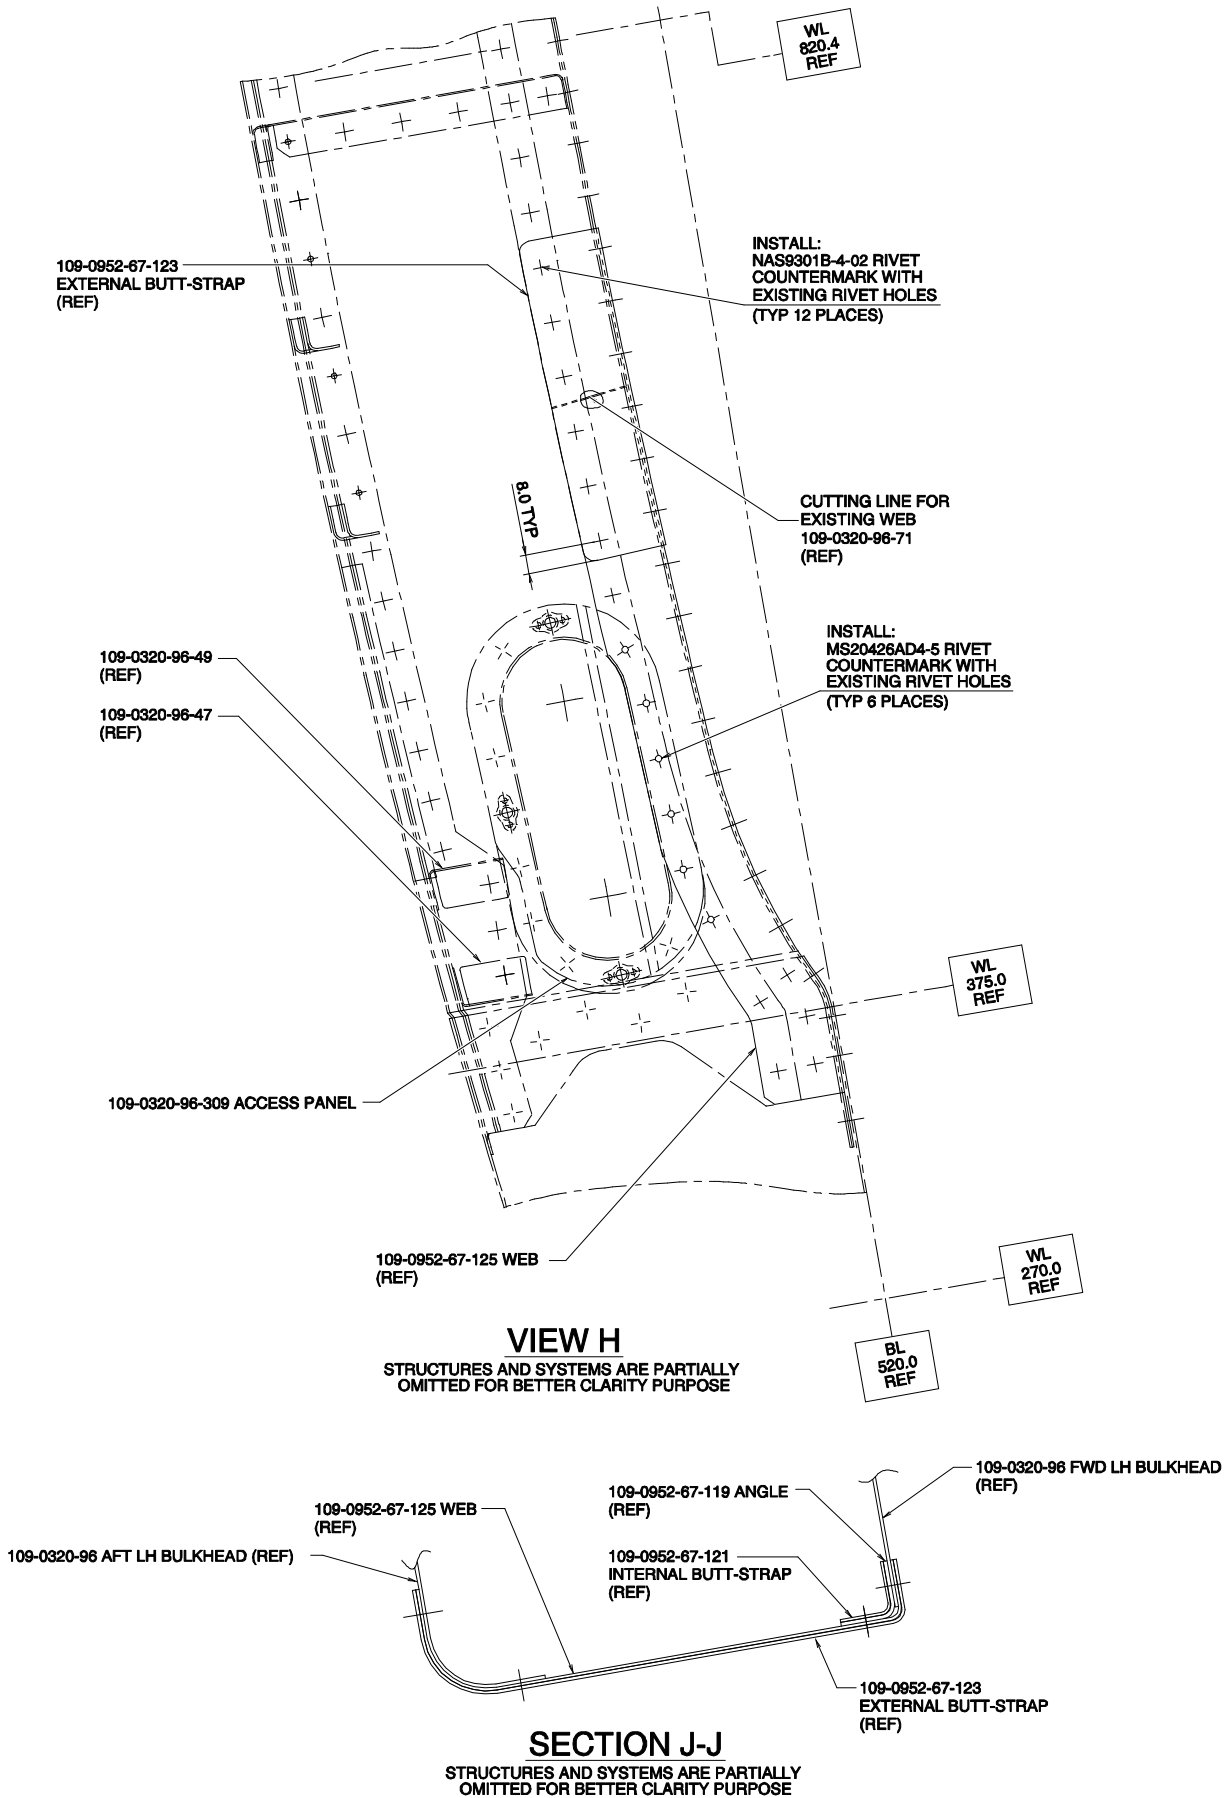 WL
820.4
REF
109-0952-67-123
EXTERNAL BUTT-STRAP
(REF)
INSTALL:
NAS9301B-4-02 RIVET
COUNTERMARK WITH
EXISTING RIVET HOLES
(TYP 12 PLACES)
8.0 TYP
CUTTING LINE FOR
EXISTING WEB
109-0320-96-71
(REF)
INSTALL:
MS20426AD4-5 RIVET
COUNTERMARK WITH
EXISTING RIVET HOLES
(TYP 6 PLACES)
109-0320-96-49
(REF)
109-0320-96-47
(REF)
WL
375.0
REF
109-0320-96-309 ACCESS PANEL
109-0952-67-125 WEB
(REF)
WL
270.0
REF
BL
520.0
REF
VIEW H
STRUCTURES AND SYSTEMS ARE PARTIALLY
OMITTED FOR BETTER CLARITY PURPOSE
109-0320-96 FWD LH BULKHEAD
(REF)
109-0952-67-119 ANGLE
(REF)
109-0952-67-125 WEB
(REF)
109-0320-96 AFT LH BULKHEAD (REF)
109-0952-67-121
INTERNAL BUTT-STRAP
(REF)
109-0952-67-123
EXTERNAL BUTT-STRAP
(REF)
SECTION J-J
STRUCTURES AND SYSTEMS ARE PARTIALLY
OMITTED FOR BETTER CLARITY PURPOSE